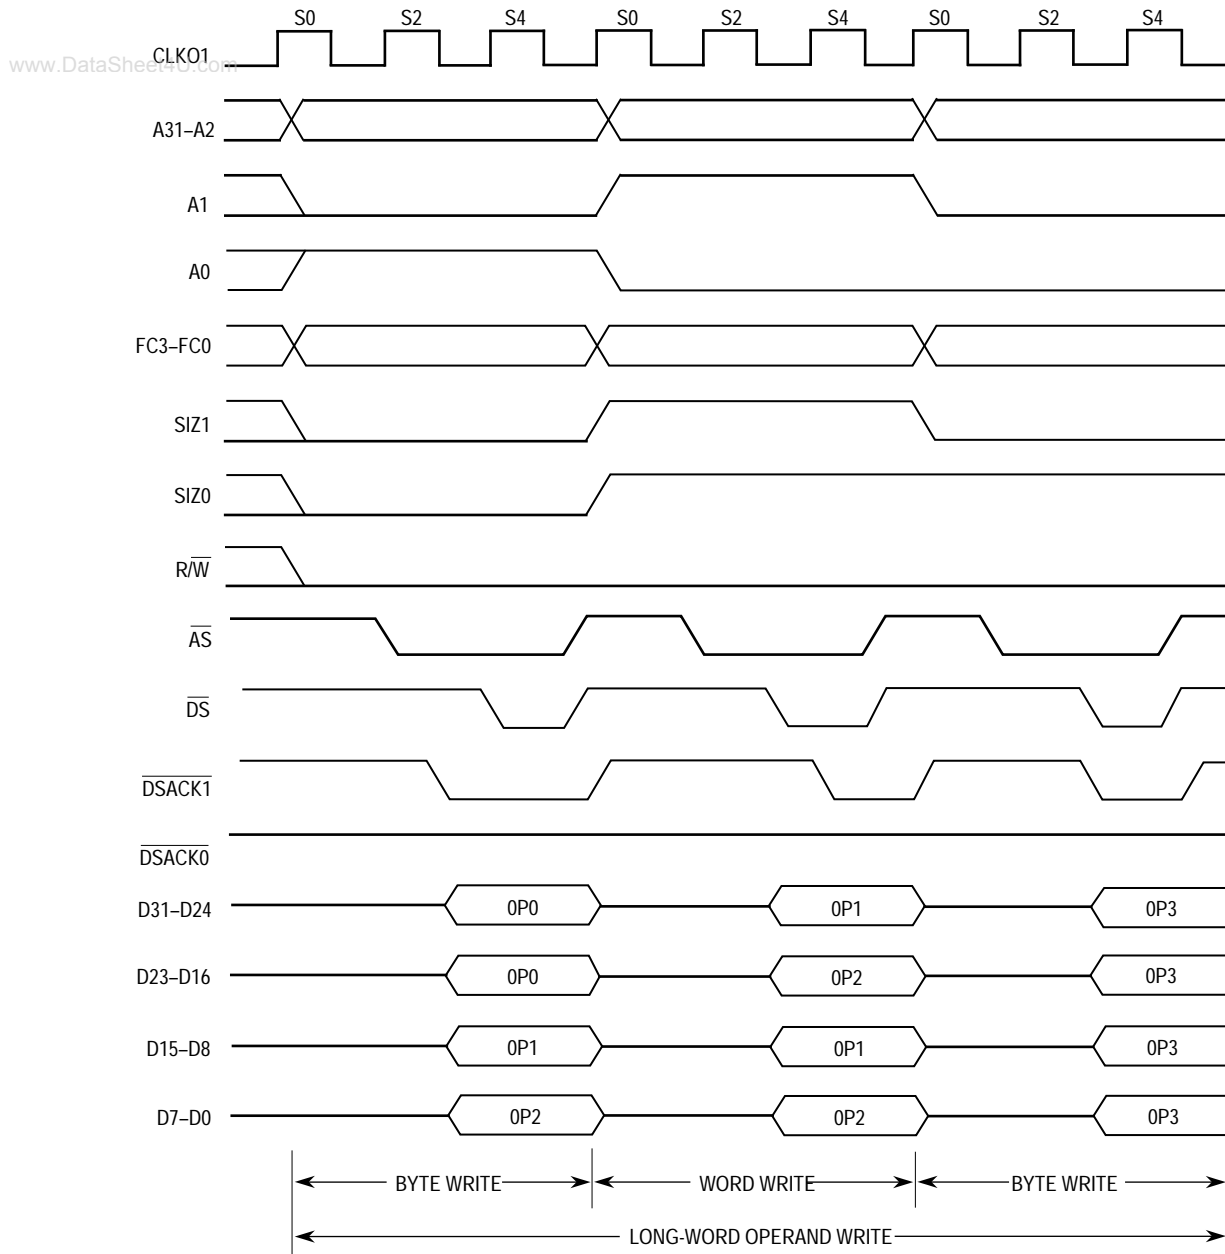 S0 S2 S4 S0 S2 S4 S0 S2 S4
CLKO1
www.DataSheet4U.com
A31–A2
A1
A0
FC3–FC0
SIZ1
SIZ0
R/W
AS
DS
DSACK1
DSACK0
D31–D24 0P0 0P1 0P3
D23–D16 0P0 0P2 0P3
D15–D8 0P1 0P1 0P3
D7–D0 0P2 0P2 0P3
BYTE WRITE WORD WRITE BYTE WRITE
LONG-WORD OPERAND WRITE